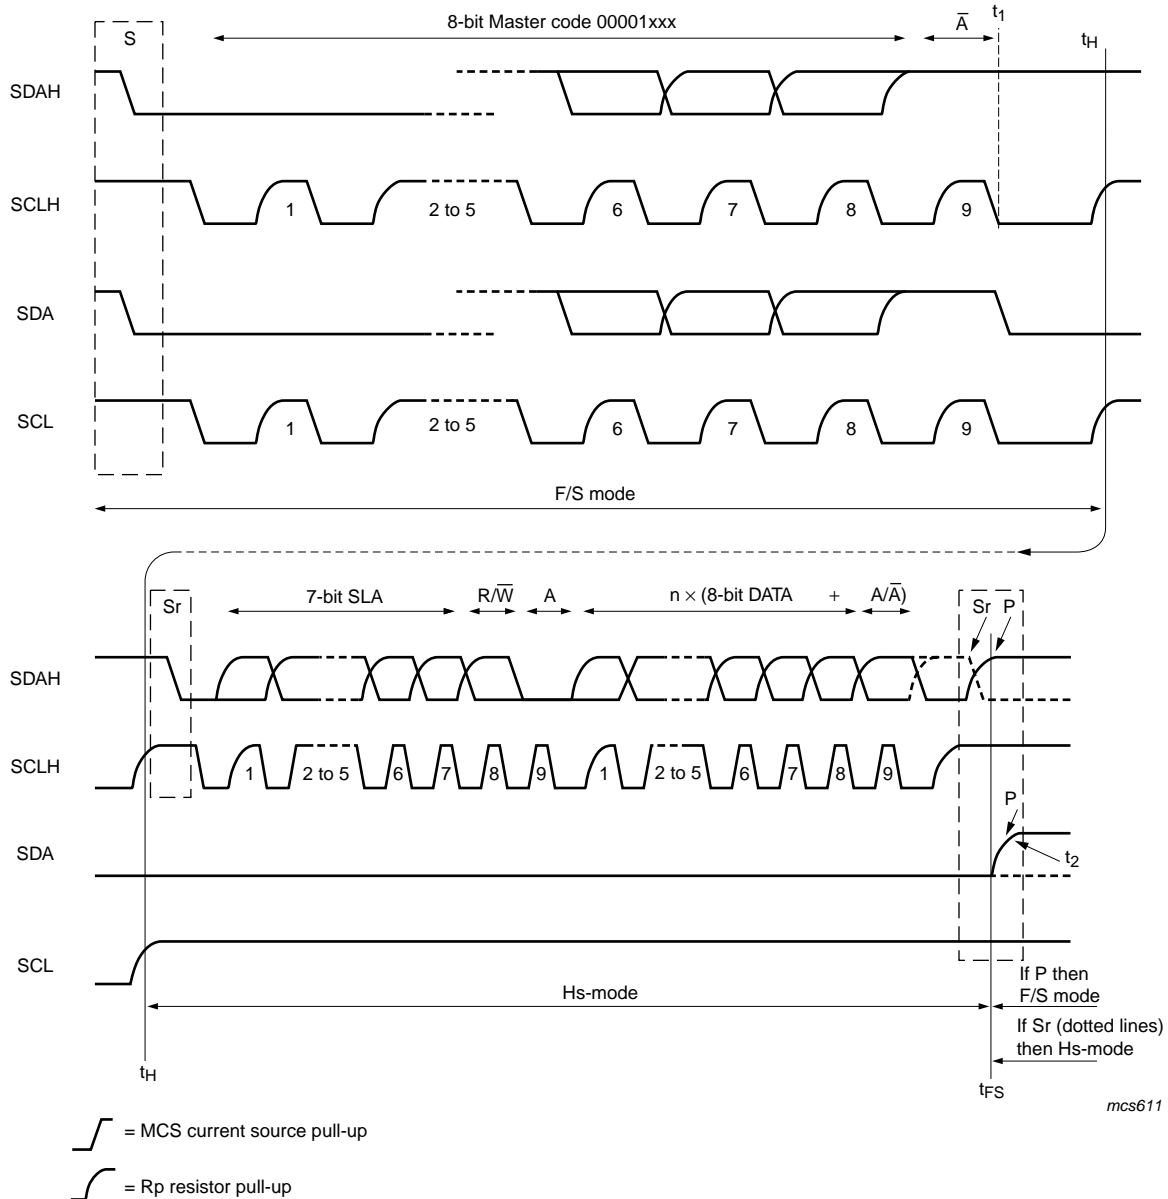 S
8-bit Master code 00001xxx
A̅
t1
tH
SDAH
SCLH
1
2 to 5
6
7
8
9
SDA
SCL
1
2 to 5
6
7
8
9
F/S mode
Sr
7-bit SLA
R/W̅
A
n × (8-bit DATA + A/A̅)
Sr P
SDAH
SCLH
1
2 to 5
6
7
8
9
1
2 to 5
6
7
8
9
SDA
P
t2
SCL
If P then
F/S mode
Hs-mode
If Sr (dotted lines)
then Hs-mode
tH
tFS
mcs611
= MCS current source pull-up
= Rp resistor pull-up